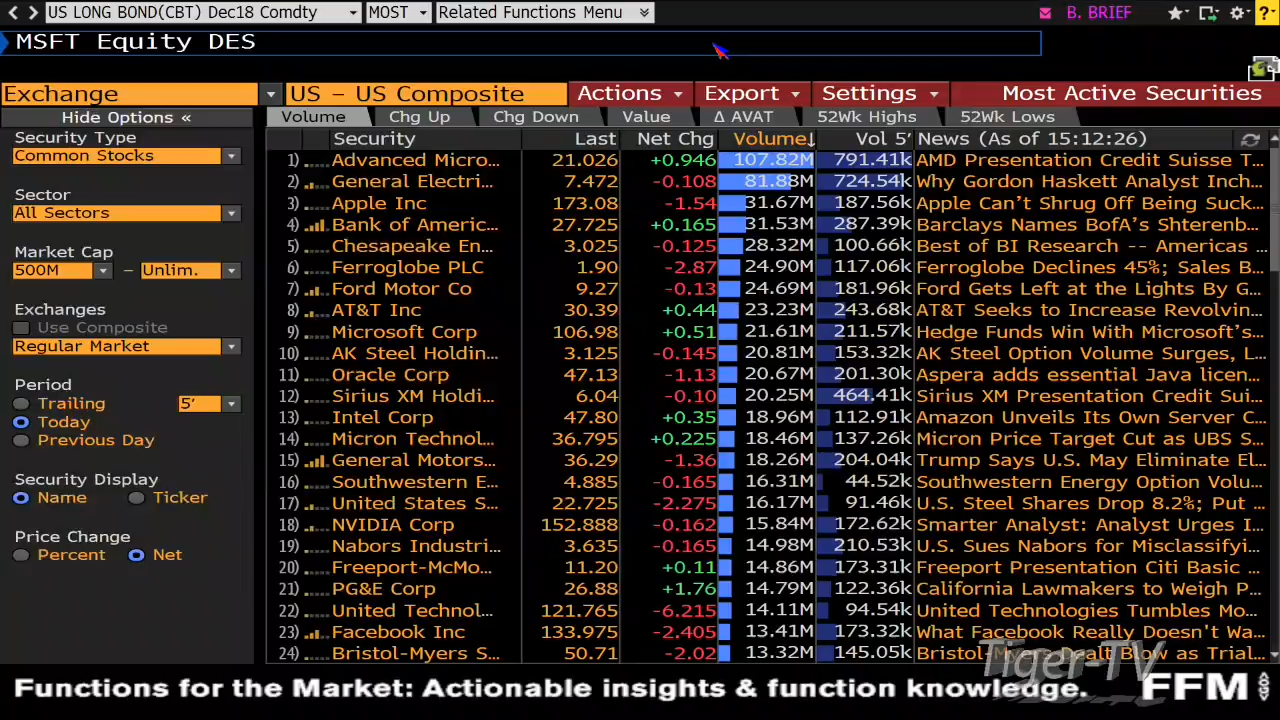 US LONG BOND(CBT) Dec18 Comdty MOST Related Functions Menu B. BRIEF ?
MSFT Equity DES
Exchange US – US Composite Actions Export Settings Most Active Securities
Hide Options « Volume Chg Up Chg Down Value Δ AVAT 52Wk Highs 52Wk Lows
Security Type Security Last Net Chg Volume↓ Vol 5' News (As of 15:12:26)
Common Stocks
Sector
All Sectors
Market Cap
500M – Unlim.
Exchanges
Use Composite
Regular Market
Period
Trailing 5'
Today
Previous Day
Security Display
Name Ticker
Price Change
Percent Net
1) Advanced Micro... 21.026 +0.946 107.82M 791.41k AMD Presentation Credit Suisse T...
2) General Electri... 7.472 -0.108 81.88M 724.54k Why Gordon Haskett Analyst Inch...
3) Apple Inc 173.08 -1.54 31.67M 187.56k Apple Can't Shrug Off Being Suck...
4) Bank of Americ... 27.725 +0.165 31.53M 287.39k Barclays Names BofA's Shterenb...
5) Chesapeake En... 3.025 -0.125 28.32M 100.66k Best of BI Research -- Americas ...
6) Ferroglobe PLC 1.90 -2.87 24.90M 117.06k Ferroglobe Declines 45%; Sales B...
7) Ford Motor Co 9.27 -0.13 24.69M 181.96k Ford Gets Left at the Lights By G...
8) AT&T Inc 30.39 +0.44 23.23M 243.68k AT&T Seeks to Increase Revolvin...
9) Microsoft Corp 106.98 +0.51 21.61M 211.57k Hedge Funds Win With Microsoft's...
10) AK Steel Holdin... 3.125 -0.145 20.81M 153.32k AK Steel Option Volume Surges, L...
11) Oracle Corp 47.13 -1.13 20.67M 201.30k Aspera adds essential Java licen...
12) Sirius XM Holdi... 6.04 -0.10 20.25M 464.41k Sirius XM Presentation Credit Sui...
13) Intel Corp 47.80 +0.35 18.96M 112.91k Amazon Unveils Its Own Server C...
14) Micron Technol... 36.795 +0.225 18.46M 137.26k Micron Price Target Cut as UBS S...
15) General Motors... 36.29 -1.36 18.26M 204.04k Trump Says U.S. May Eliminate El...
16) Southwestern E... 4.885 -0.165 16.31M 44.52k Southwestern Energy Option Volu...
17) United States S... 22.725 -2.275 16.17M 91.46k U.S. Steel Shares Drop 8.2%; Put ...
18) NVIDIA Corp 152.888 -0.162 15.84M 172.62k Smarter Analyst: Analyst Urges I...
19) Nabors Industri... 3.635 -0.165 14.98M 210.53k U.S. Sues Nabors for Misclassifyi...
20) Freeport-McMo... 11.20 +0.11 14.86M 173.31k Freeport Presentation Citi Basic ...
21) PG&E Corp 26.88 +1.76 14.79M 122.36k California Lawmakers to Weigh P...
22) United Technol... 121.765 -6.215 14.11M 94.54k United Technologies Tumbles Mo...
23) Facebook Inc 133.975 -2.405 13.41M 173.32k What Facebook Really Doesn't Wa...
24) Bristol-Myers S... 50.71 -2.02 13.32M 145.05k Bristol-Myers Dealt Blow as Trial...
Tiger-TV
Functions for the Market: Actionable insights & function knowledge. FFM